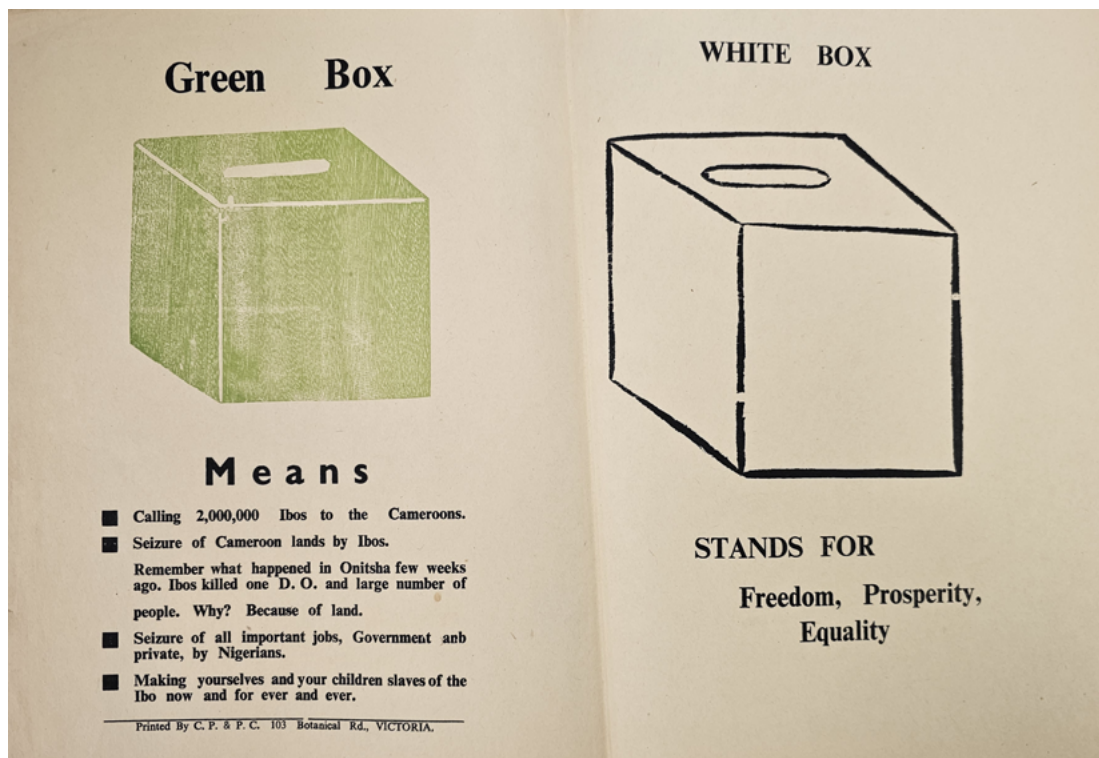 Green Box
Means
■ Calling 2,000,000 Ibos to the Cameroons.
■ Seizure of Cameroon lands by Ibos.
Remember what happened in Onitsha few weeks
ago. Ibos killed one D. O. and large number of
people. Why? Because of land.
■ Seizure of all important jobs, Government anb
private, by Nigerians.
■ Making yourselves and your children slaves of the
Ibo now and for ever and ever.
Printed By C. P. & P. C. 103 Botanical Rd., VICTORIA.
WHITE BOX
STANDS FOR
Freedom, Prosperity,
Equality